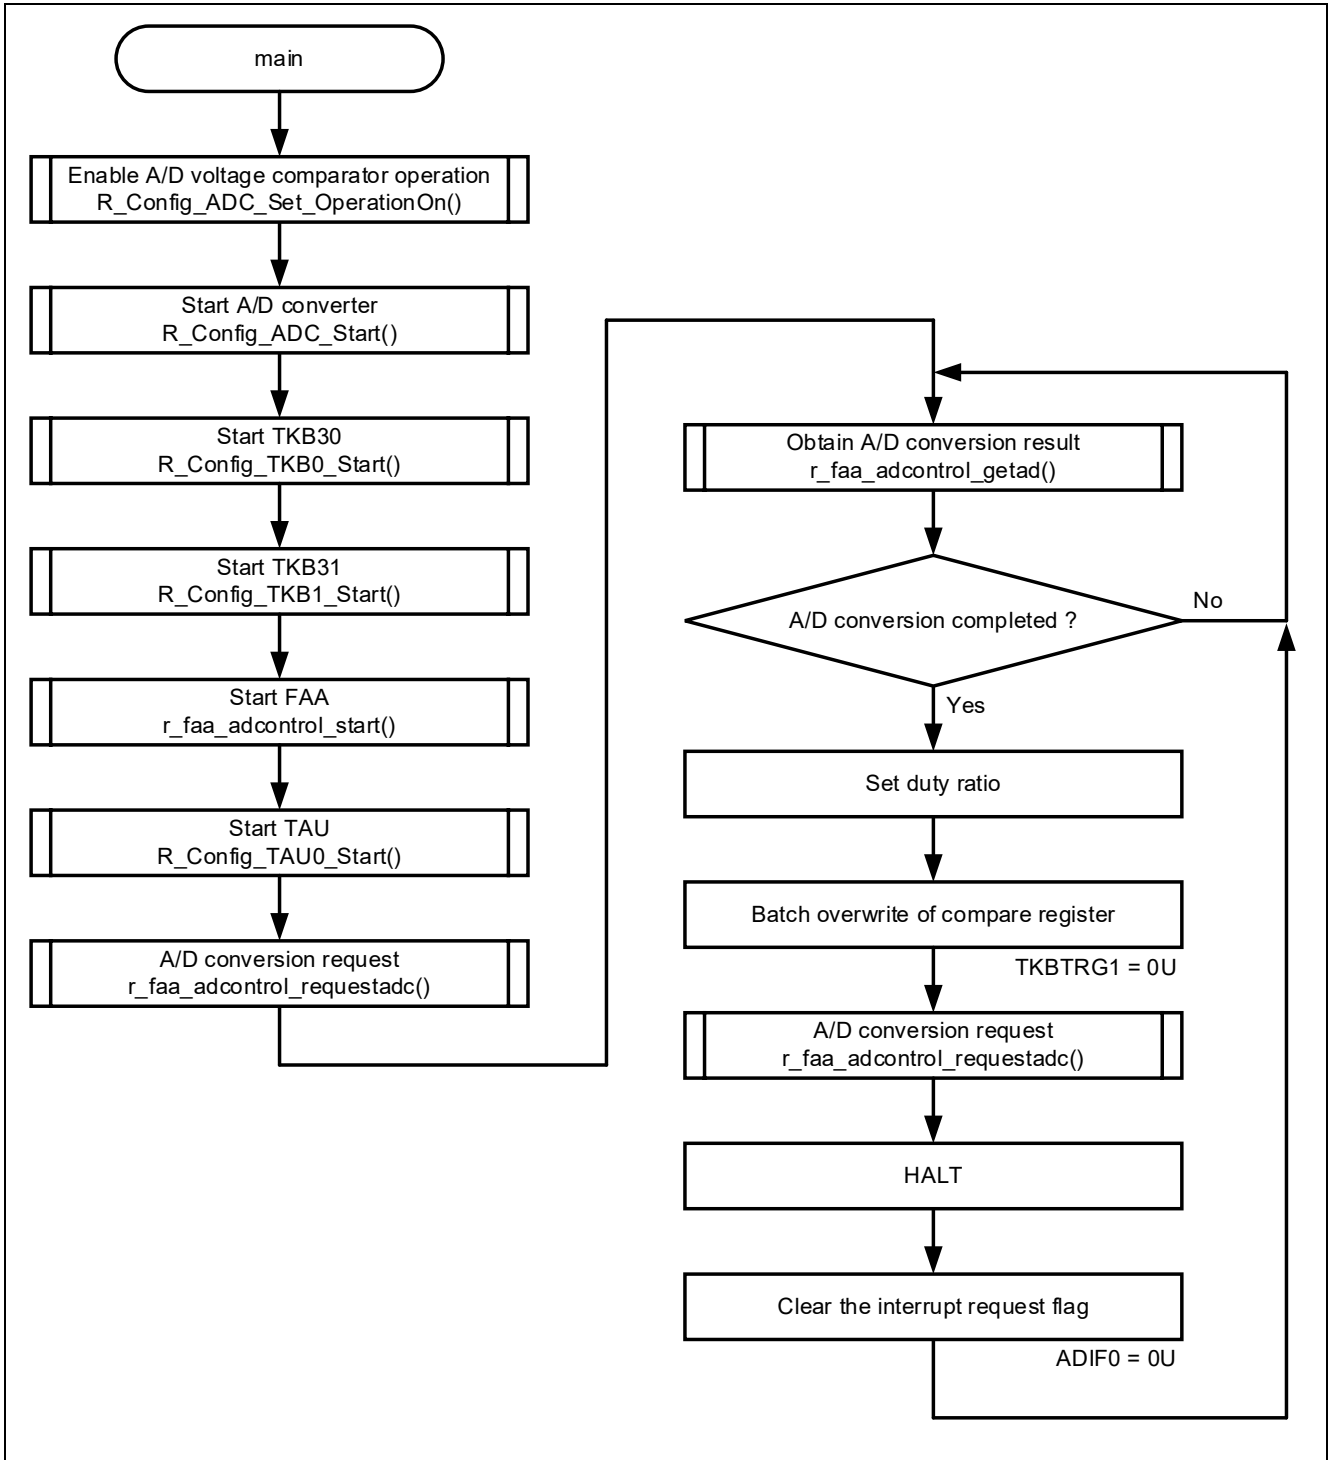 main
Enable A/D voltage comparator operation
R_Config_ADC_Set_OperationOn()
Start A/D converter
R_Config_ADC_Start()
Start TKB30
R_Config_TKB0_Start()
Start TKB31
R_Config_TKB1_Start()
Start FAA
r_faa_adcontrol_start()
Start TAU
R_Config_TAU0_Start()
A/D conversion request
r_faa_adcontrol_requestadc()
Obtain A/D conversion result
r_faa_adcontrol_getad()
A/D conversion completed ?
No
Yes
Set duty ratio
Batch overwrite of compare register
TKBTRG1 = 0U
A/D conversion request
r_faa_adcontrol_requestadc()
HALT
Clear the interrupt request flag
ADIF0 = 0U